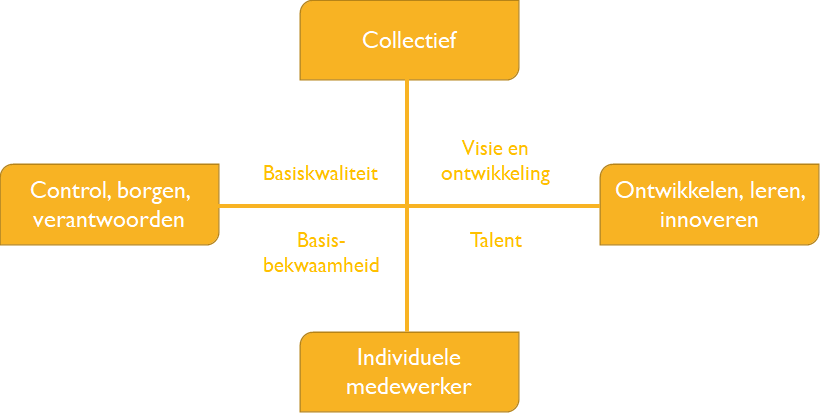 Collectief
Basiskwaliteit
Visie en
ontwikkeling
Control, borgen,
verantwoorden
Ontwikkelen, leren,
innoveren
Basis-
bekwaamheid
Talent
Individuele
medewerker